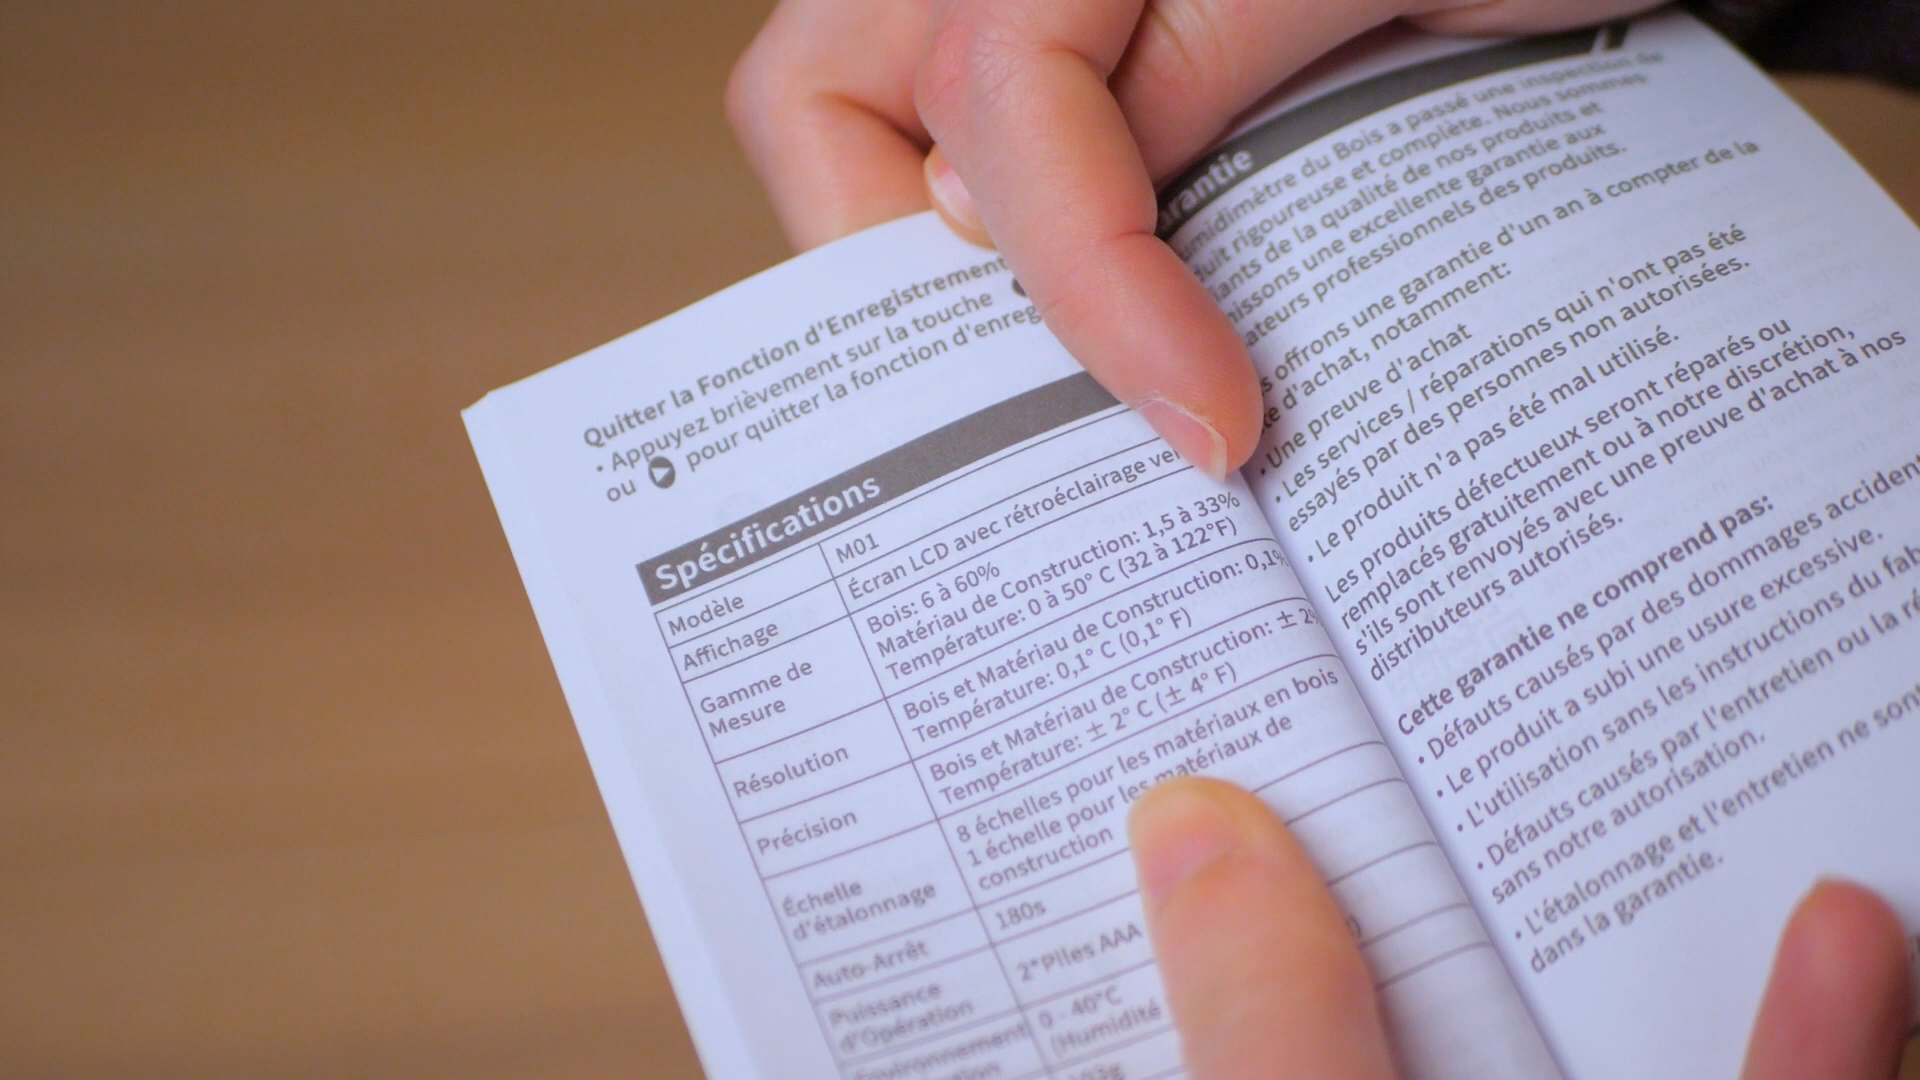 Quitter la Fonction d'Enregistrement
• Appuyez brièvement sur la touche
ou pour quitter la fonction
Spécifications
Modèle
M01
Affichage
Écran LCD avec rétroéclairage
Gamme de
Mesure
Bois: 6 à 60%
Matériau de Construction: 1,5 à 33%
Température: 0 à 50° C (32 à 122°F)
Résolution
Bois et Matériau de Construction: 0,1%
Température: 0,1° C (0,1° F)
Précision
Bois et Matériau de Construction: ± 2%
Température: ± 2° C (± 4° F)
Échelle
d'étalonnage
8 échelles pour les matériaux en bois
1 échelle pour les matériaux de
construction
Auto-Arrêt
180s
Puissance
d'Opération
2*Piles AAA
Environnement
0 - 40°C
(Humidité
du Bois a passé une inspection de
rigoureuse et complète. Nous sommes
de la qualité de nos produits et
une excellente garantie aux
professionnels des produits.
offrons une garantie d'un an à compter de la
d'achat, notamment:
• Une preuve d'achat
• Les services / réparations qui n'ont pas été
essayés par des personnes non autorisées.
• Le produit n'a pas été mal utilisé.
Les produits défectueux seront réparés ou
remplacés gratuitement ou à notre discrétion,
s'ils sont renvoyés avec une preuve d'achat à nos
distributeurs autorisés.
Cette garantie ne comprend pas:
• Défauts causés par des dommages
• Le produit a subi une usure excessive.
• L'utilisation sans les instructions du
• Défauts causés par l'entretien ou la
sans notre autorisation.
• L'étalonnage et l'entretien ne sont
dans la garantie.